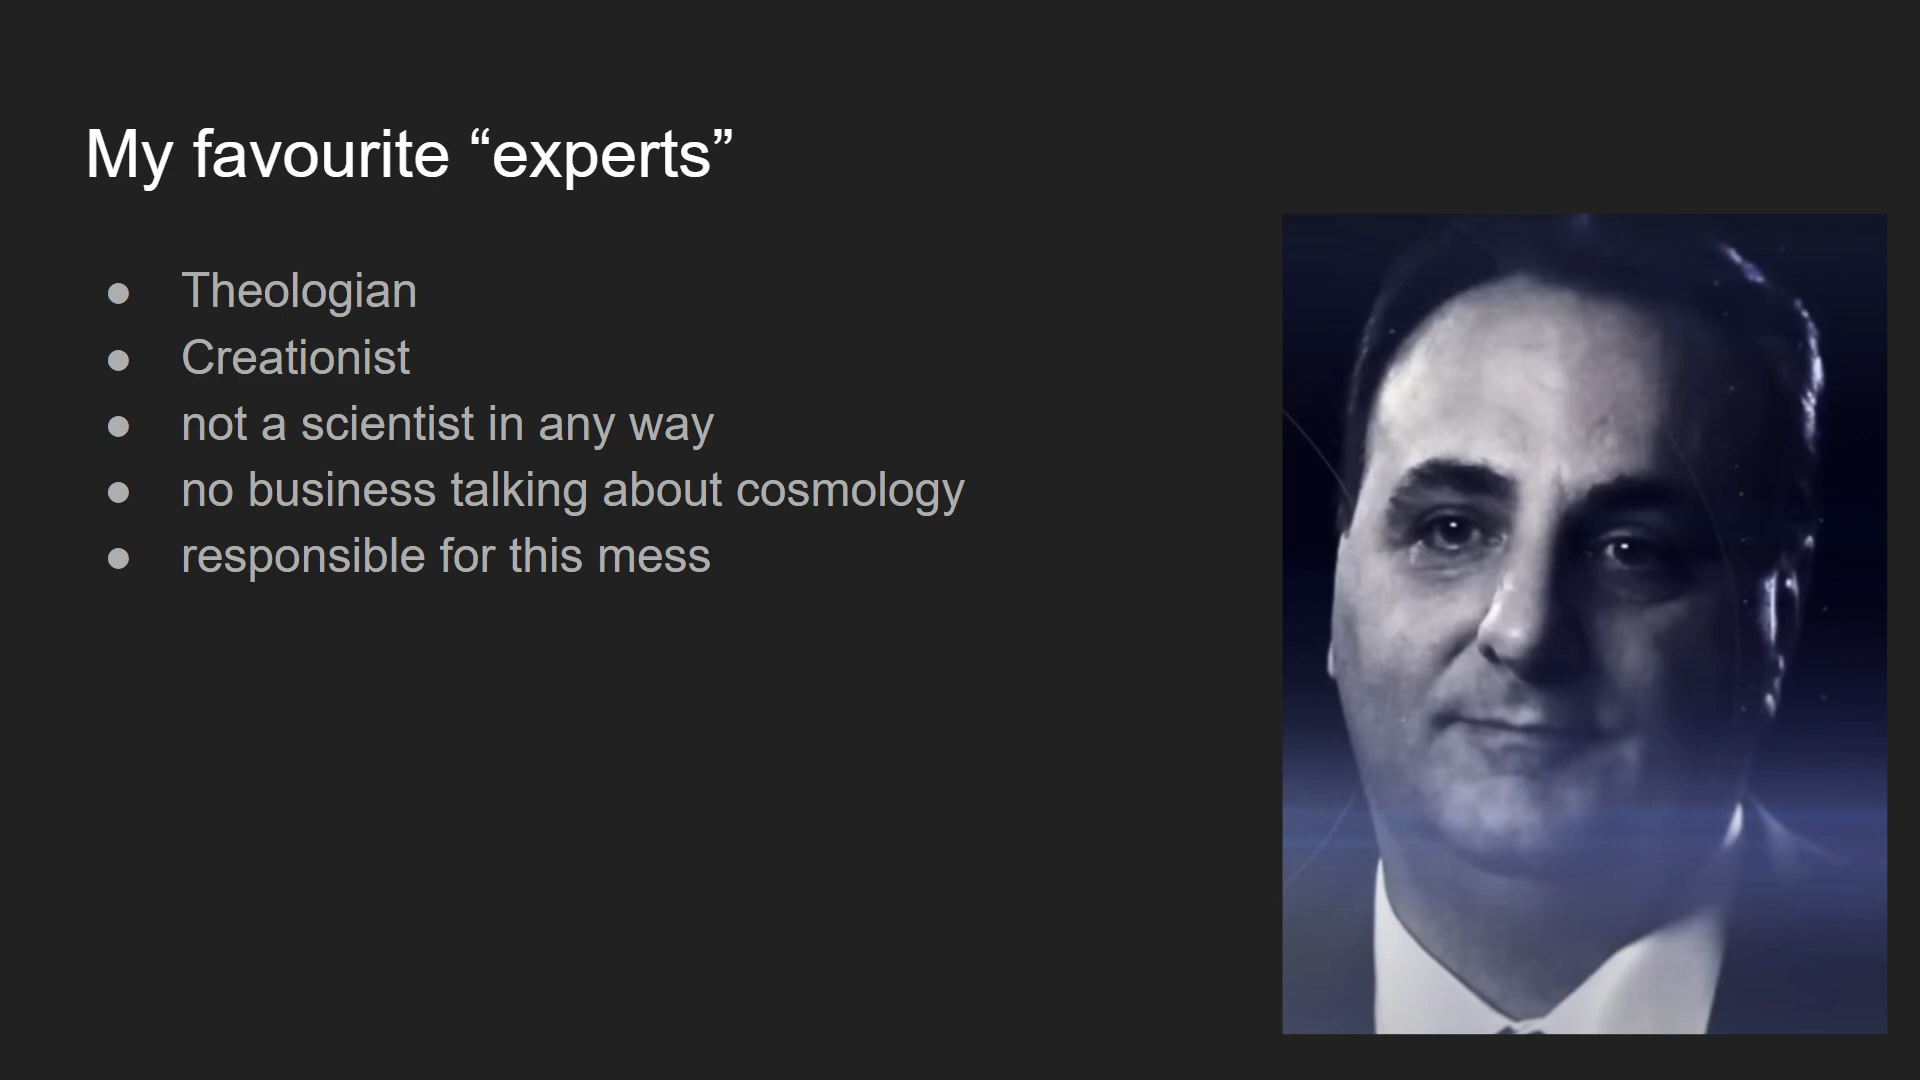 My favourite “experts”
● Theologian
● Creationist
● not a scientist in any way
● no business talking about cosmology
● responsible for this mess